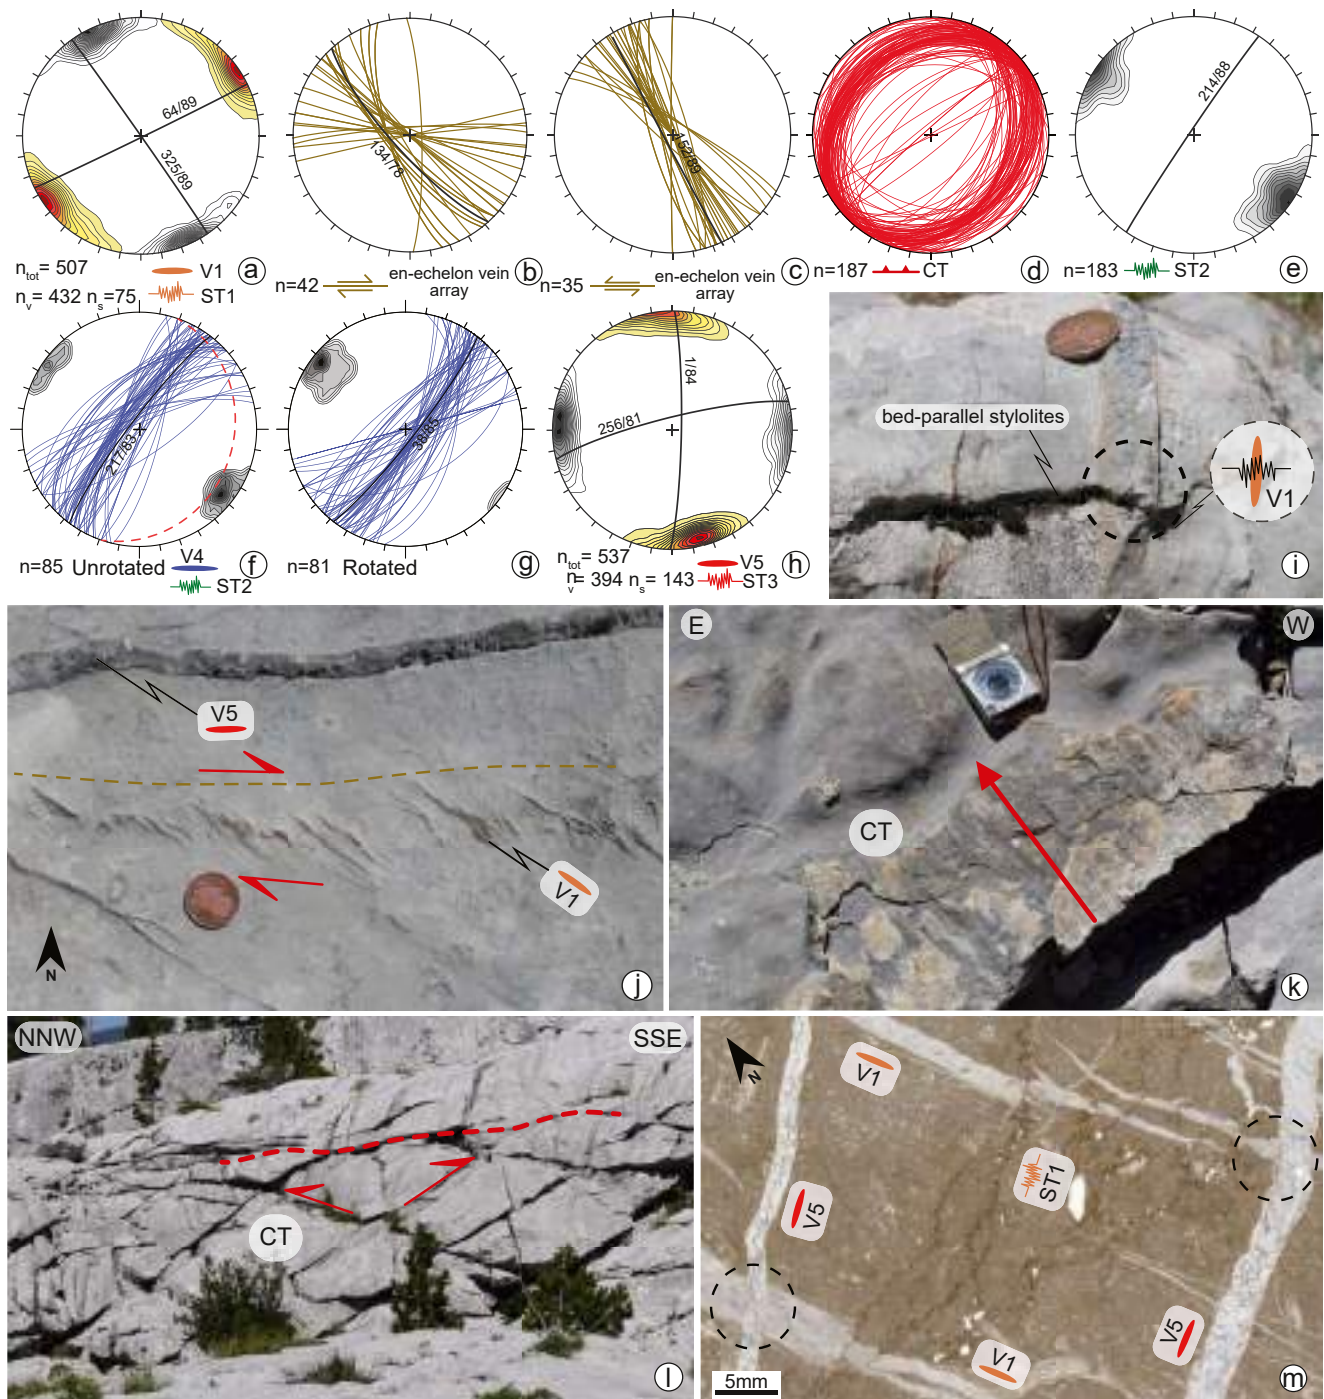 64/89
325/89
n_tot= 507
n_v= 432 n_s=75
V1
ST1
a
134/78
n=42
en-echelon vein
array
b
152/89
n=35
en-echelon vein
array
c
n=187
CT
d
214/88
n=183
ST2
e
217/83
n=85 Unrotated
V4
ST2
f
38/85
n=81 Rotated
g
1/84
256/81
n_tot= 537
n_v= 394 n_s= 143
V5
ST3
h
bed-parallel stylolites
V1
i
V5
V1
N
j
E
W
CT
k
NNW
SSE
CT
l
N
V1
ST1
V5
V5
V1
5mm
m